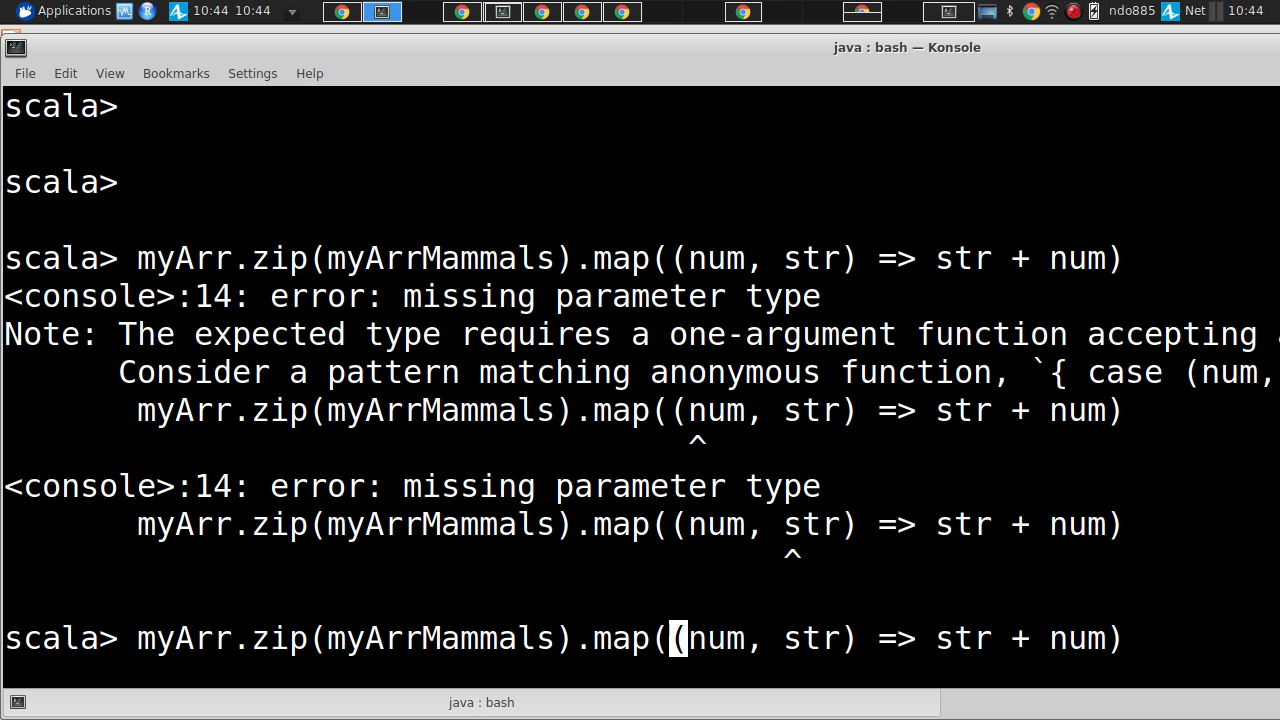 Applications 10:44 10:44 ndo885 Net 10:44
java : bash — Konsole
File Edit View Bookmarks Settings Help
scala>
scala>
scala> myArr.zip(myArrMammals).map((num, str) => str + num)
<console>:14: error: missing parameter type
Note: The expected type requires a one-argument function accepting
Consider a pattern matching anonymous function, `{ case (num,
myArr.zip(myArrMammals).map((num, str) => str + num)
^
<console>:14: error: missing parameter type
myArr.zip(myArrMammals).map((num, str) => str + num)
^
scala> myArr.zip(myArrMammals).map((num, str) => str + num)
java : bash